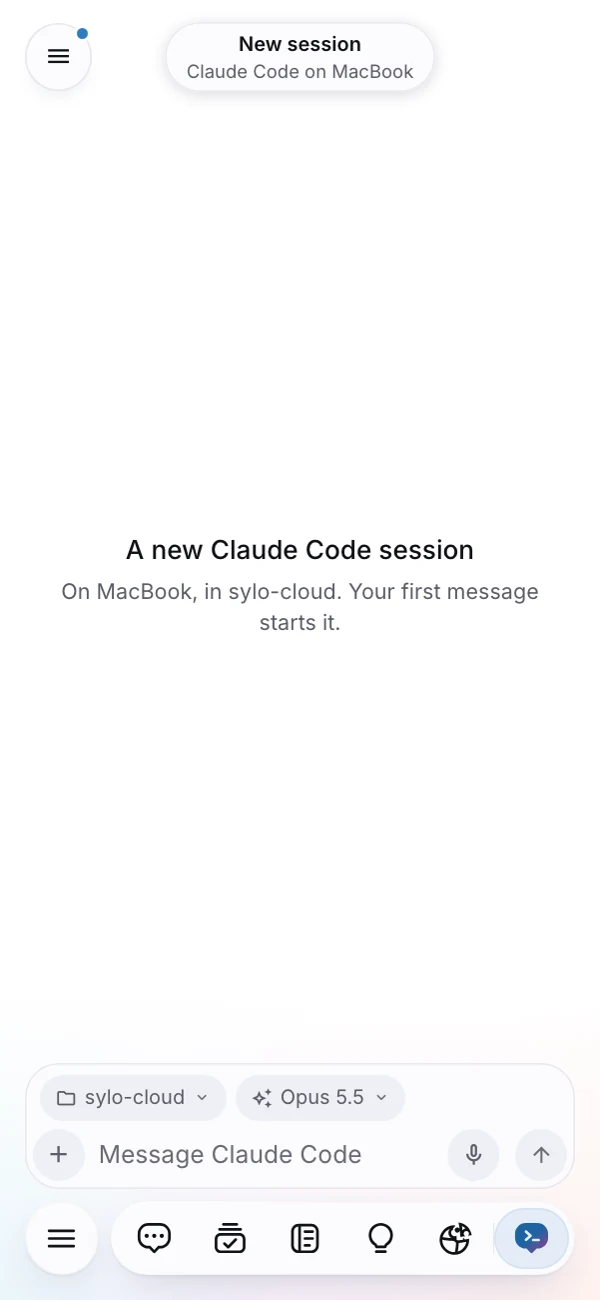 New session
Claude Code on MacBook
A new Claude Code session
On MacBook, in sylo-cloud. Your first message
starts it.
sylo-cloud
Opus 5.5
Message Claude Code